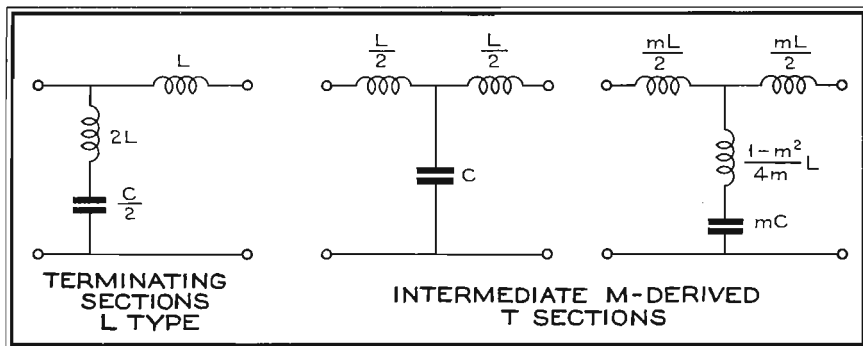 L
2L
C/2
L/2
L/2
C
mL/2
mL/2
1-m²/4m L
mC
TERMINATING
SECTIONS
L TYPE
INTERMEDIATE M-DERIVED
T SECTIONS